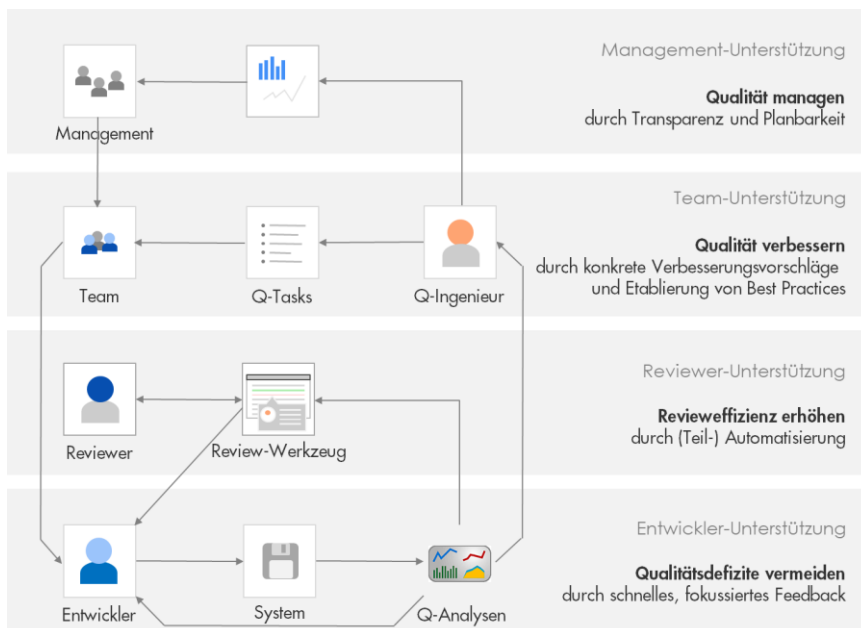 Management-Unterstützung
Qualität managen
durch Transparenz und Planbarkeit
Management
Team-Unterstützung
Qualität verbessern
durch konkrete Verbesserungsvorschläge
und Etablierung von Best Practices
Team
Q-Tasks
Q-Ingenieur
Reviewer-Unterstützung
Revieweffizienz erhöhen
durch (Teil-) Automatisierung
Reviewer
Review-Werkzeug
Entwickler-Unterstützung
Qualitätsdefizite vermeiden
durch schnelles, fokussiertes Feedback
Entwickler
System
Q-Analysen